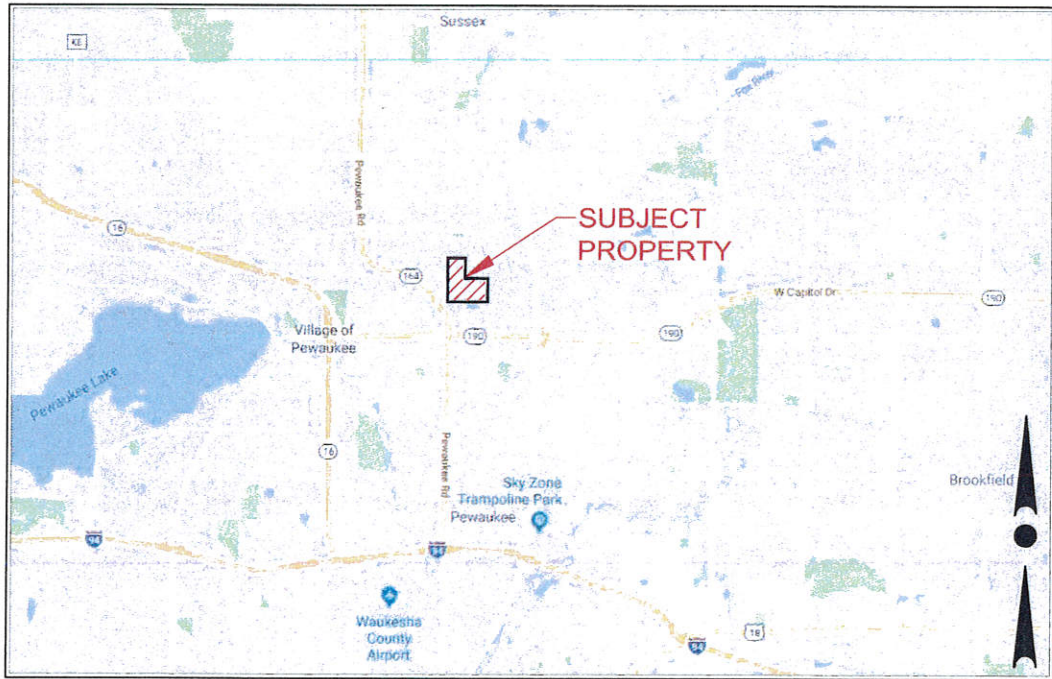 Sussex
KE
Fox River
Pewaukee Rd
SUBJECT
PROPERTY
16
164
W Capitol Dr
190
Village of
Pewaukee
190
190
Pewaukee Lake
Pewaukee Rd
16
Sky Zone
Trampoline Park
Pewaukee
Brookfield
94
94
Waukesha
County
Airport
18
94